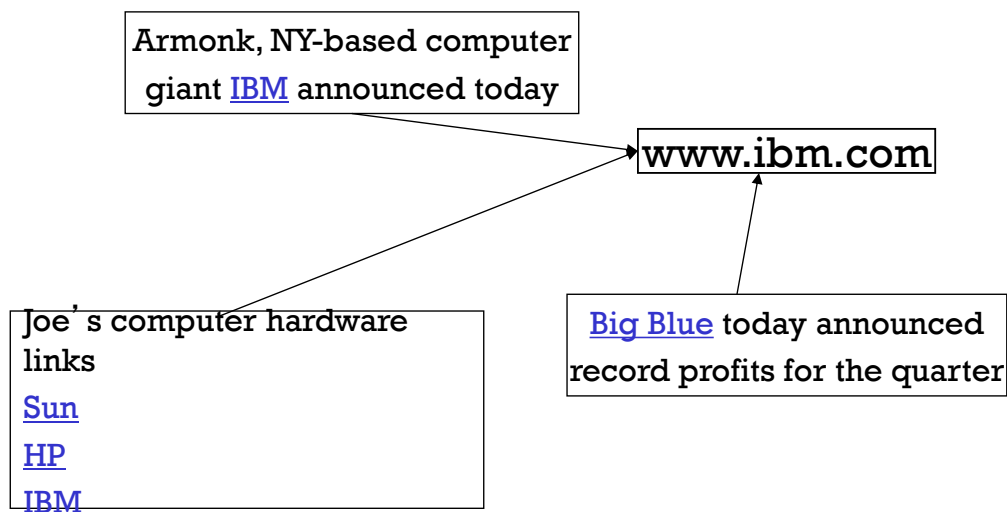 Armonk, NY-based computer
giant IBM announced today
www.ibm.com
Joe's computer hardware
links
Sun
HP
IBM
Big Blue today announced
record profits for the quarter